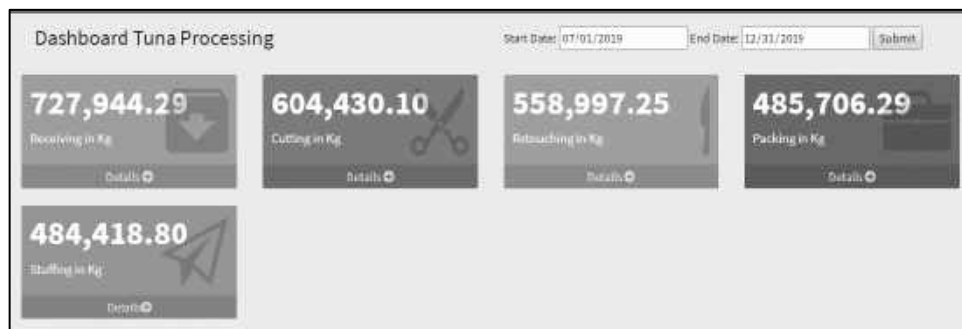 Dashboard Tuna Processing
Start Date: 07/01/2019 End Date: 12/31/2019 Submit
727,944.29
Receiving in Kg
Details
604,430.10
Cutting in Kg
Details
558,997.25
Retouching in Kg
Details
485,706.29
Packing in Kg
Details
484,418.80
Stuffing in Kg
Details